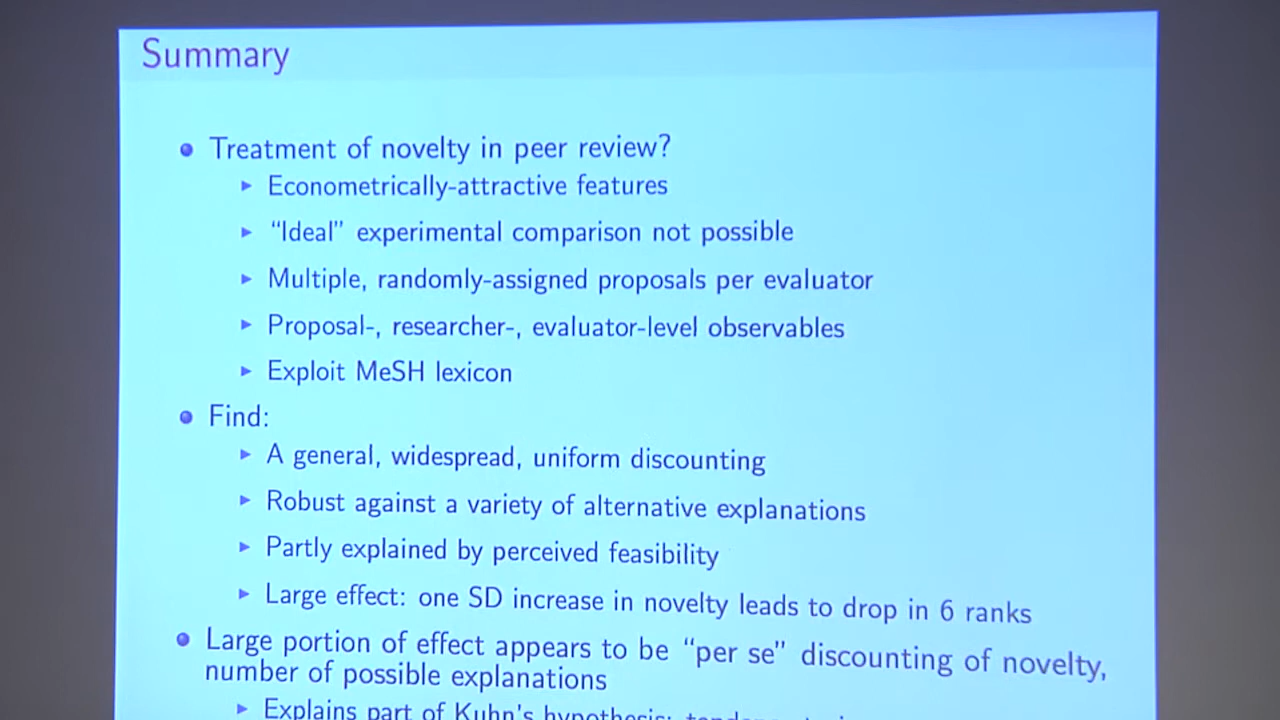 Summary
Treatment of novelty in peer review?
Econometrically-attractive features
"Ideal" experimental comparison not possible
Multiple, randomly-assigned proposals per evaluator
Proposal-, researcher-, evaluator-level observables
Exploit MeSH lexicon
Find:
A general, widespread, uniform discounting
Robust against a variety of alternative explanations
Partly explained by perceived feasibility
Large effect: one SD increase in novelty leads to drop in 6 ranks
Large portion of effect appears to be "per se" discounting of novelty,
number of possible explanations
Explains part of Kuhn's hypothesis: